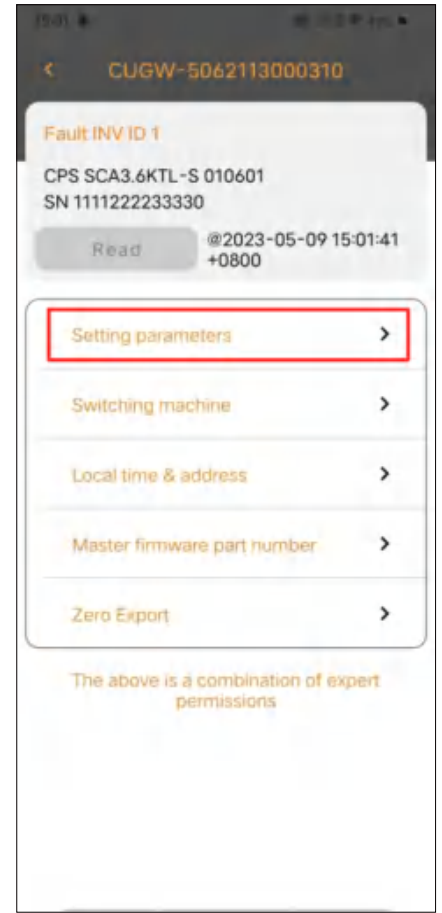 15:01
CUGW-5062113000310
Fault INV ID 1
CPS SCA3.6KTL-S 010601
SN 1111222233330
Read
@2023-05-09 15:01:41
+0800
Setting parameters
Switching machine
Local time & address
Master firmware part number
Zero Export
The above is a combination of expert
permissions